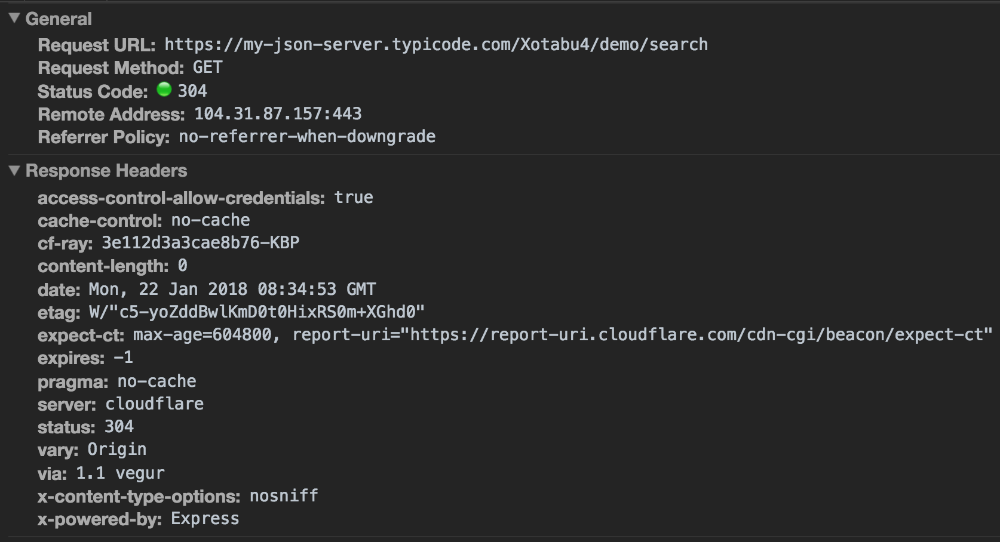 General
Request URL: https://my-json-server.typicode.com/Xotabu4/demo/search
Request Method: GET
Status Code: 304
Remote Address: 104.31.87.157:443
Referrer Policy: no-referrer-when-downgrade
Response Headers
access-control-allow-credentials: true
cache-control: no-cache
cf-ray: 3e112d3a3cae8b76-KBP
content-length: 0
date: Mon, 22 Jan 2018 08:34:53 GMT
etag: W/"c5-yoZddBwlKmD0t0HixRS0m+XGhd0"
expect-ct: max-age=604800, report-uri="https://report-uri.cloudflare.com/cdn-cgi/beacon/expect-ct"
expires: -1
pragma: no-cache
server: cloudflare
status: 304
vary: Origin
via: 1.1 vegur
x-content-type-options: nosniff
x-powered-by: Express